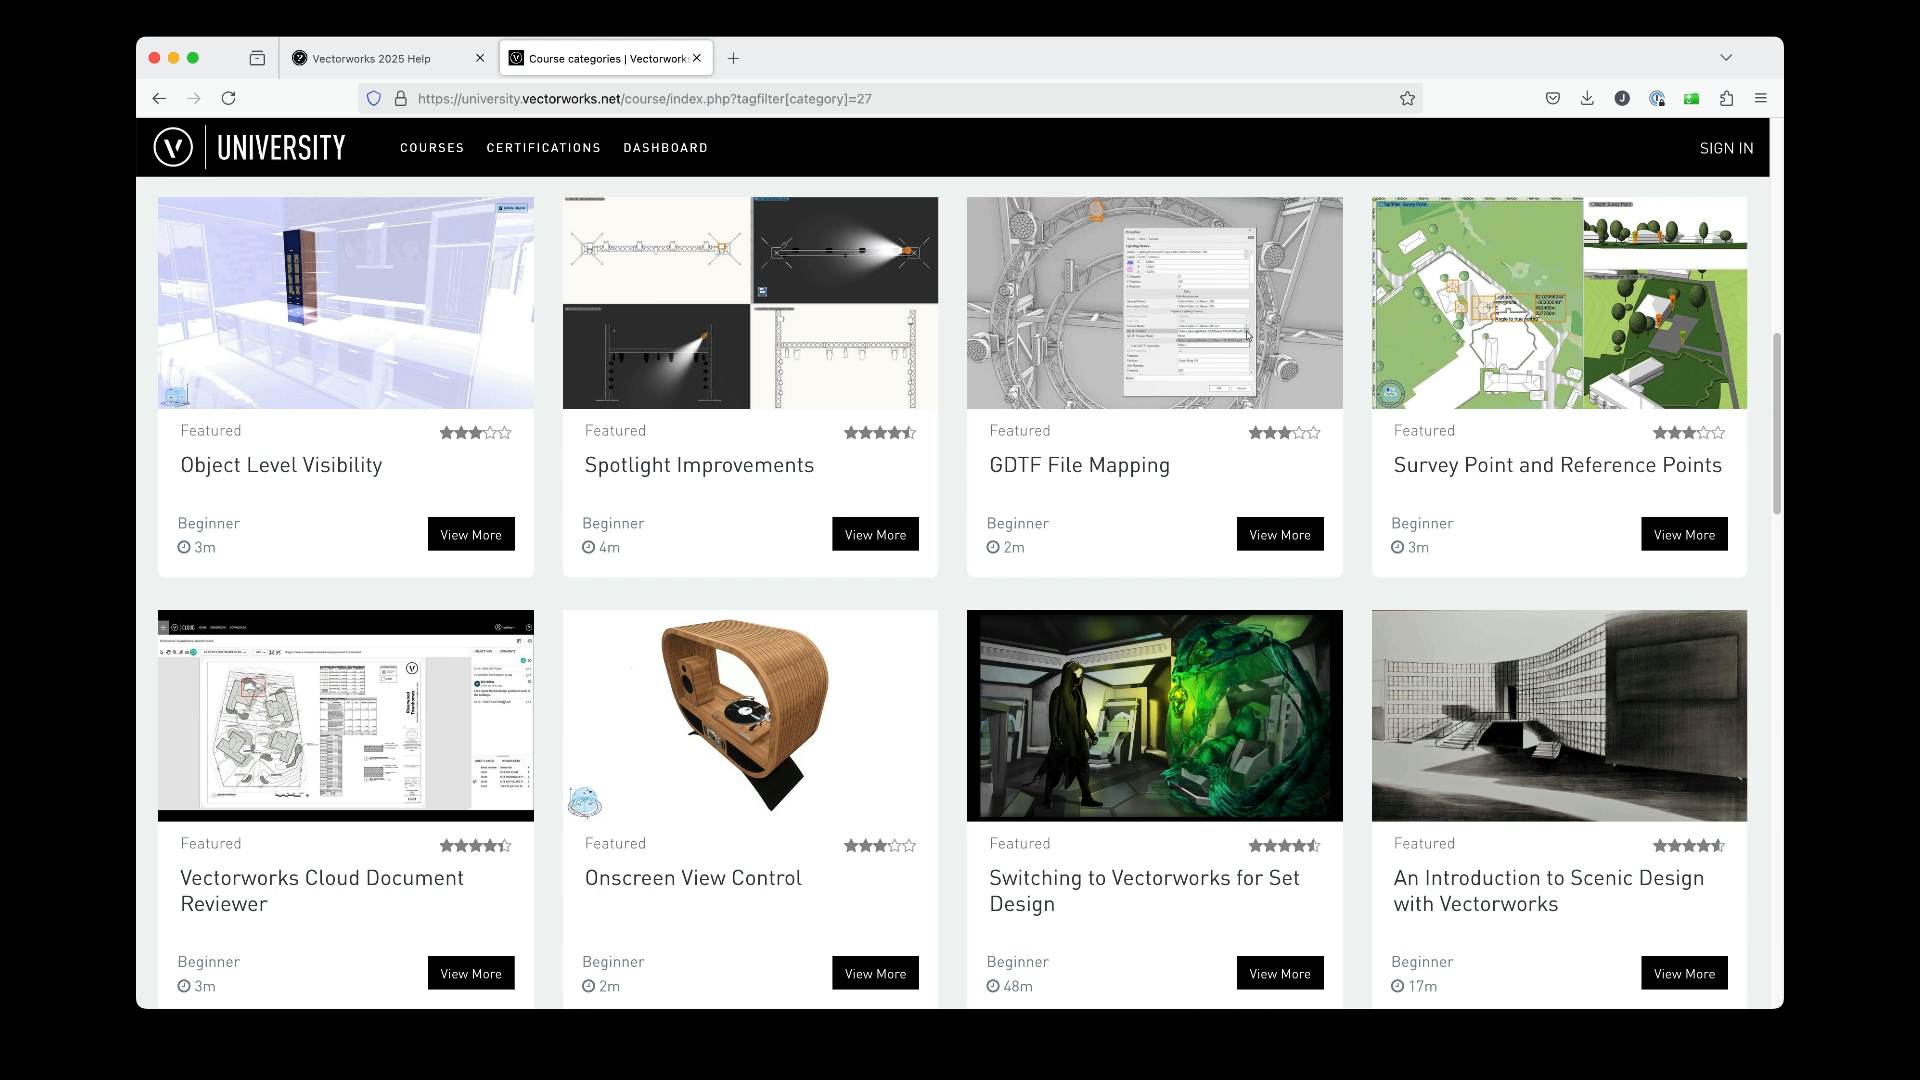 Vectorworks 2025 Help
Course categories | Vectorworks
https://university.vectorworks.net/course/index.php?tagfilter[category]=27
UNIVERSITY
COURSES
CERTIFICATIONS
DASHBOARD
SIGN IN
Featured
Object Level Visibility
Beginner
3m
View More
Featured
Spotlight Improvements
Beginner
4m
View More
Featured
GDTF File Mapping
Beginner
2m
View More
Featured
Survey Point and Reference Points
Beginner
3m
View More
Featured
Vectorworks Cloud Document
Reviewer
Beginner
3m
View More
Featured
Onscreen View Control
Beginner
2m
View More
Featured
Switching to Vectorworks for Set
Design
Beginner
48m
View More
Featured
An Introduction to Scenic Design
with Vectorworks
Beginner
17m
View More